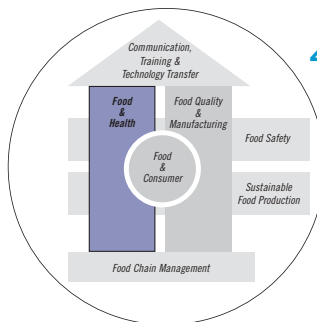 Communication,
Training &
Technology Transfer
Food
&
Health
Food Quality
&
Manufacturing
Food
&
Consumer
Food Safety
Sustainable
Food Production
Food Chain Management